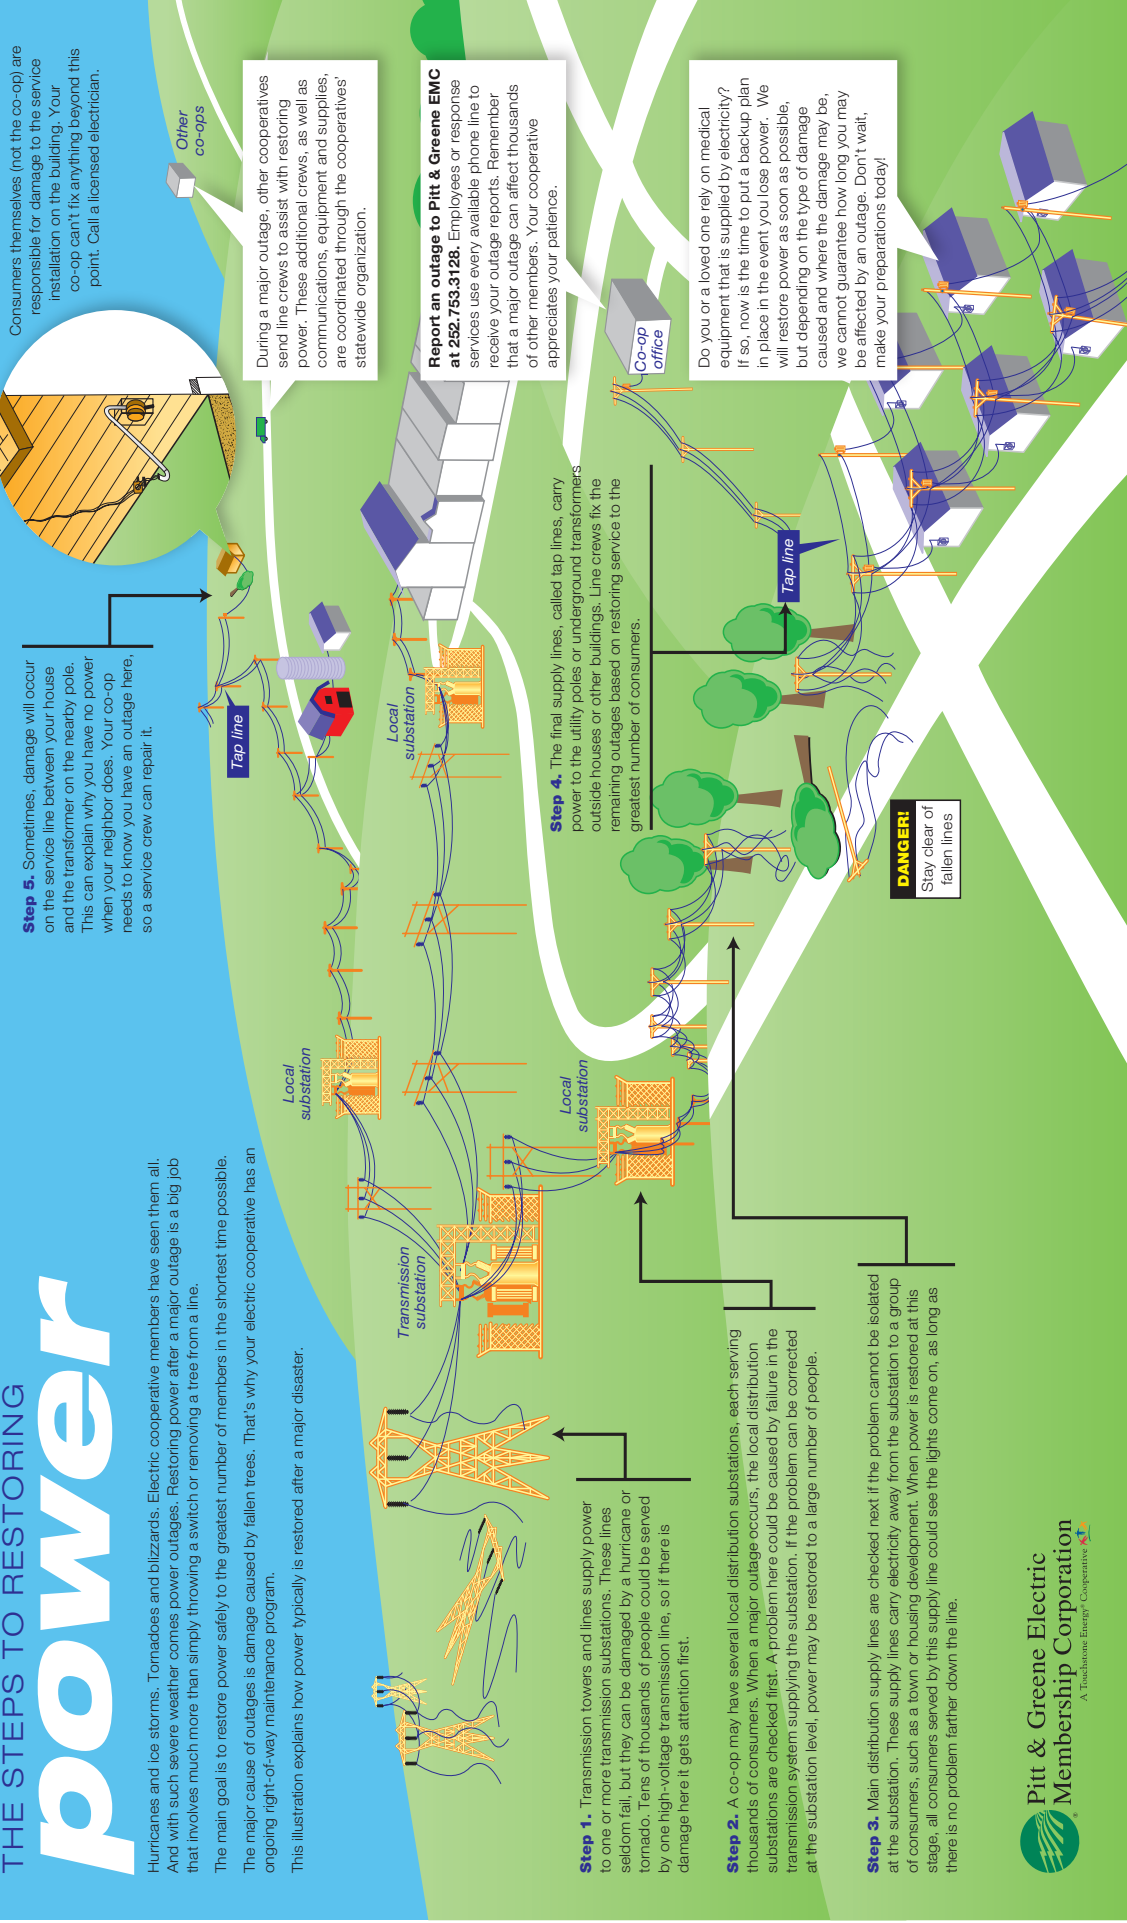 THE STEPS TO RESTORING
power
Hurricanes and ice storms. Tornadoes and blizzards. Electric cooperative members have seen them all.
And with such severe weather comes power outages. Restoring power after a major outage is a big job
that involves much more than simply throwing a switch or removing a tree from a line.
The main goal is to restore power safely to the greatest number of members in the shortest time possible.
The major cause of outages is damage caused by fallen trees. That's why your electric cooperative has an
ongoing right-of-way maintenance program.
This illustration explains how power typically is restored after a major disaster.
Step 1. Transmission towers and lines supply power
to one or more transmission substations. These lines
seldom fail, but they can be damaged by a hurricane or
tornado. Tens of thousands of people could be served
by one high-voltage transmission line, so if there is
damage here it gets attention first.
Step 2. A co-op may have several local distribution substations, each serving
thousands of consumers. When a major outage occurs, the local distribution
substations are checked first. A problem here could be caused by failure in the
transmission system supplying the substation. If the problem can be corrected
at the substation level, power may be restored to a large number of people.
Step 3. Main distribution supply lines are checked next if the problem cannot be isolated
at the substation. These supply lines carry electricity away from the substation to a group
of consumers, such as a town or housing development. When power is restored at this
stage, all consumers served by this supply line could see the lights come on, as long as
there is no problem farther down the line.
Pitt & Greene Electric
Membership Corporation
A Touchstone Energy® Cooperative
®
Transmission
substation
Local
substation
Local
substation
Local
substation
Step 5. Sometimes, damage will occur
on the service line between your house
and the transformer on the nearby pole.
This can explain why you have no power
when your neighbor does. Your co-op
needs to know you have an outage here,
so a service crew can repair it.
Tap line
Step 4. The final supply lines, called tap lines, carry
power to the utility poles or underground transformers
outside houses or other buildings. Line crews fix the
remaining outages based on restoring service to the
greatest number of consumers.
Tap line
DANGER!
Stay clear of
fallen lines
Consumers themselves (not the co-op) are
responsible for damage to the service
installation on the building. Your
co-op can't fix anything beyond this
point. Call a licensed electrician.
Other
co-ops
During a major outage, other cooperatives
send line crews to assist with restoring
power. These additional crews, as well as
communications, equipment and supplies,
are coordinated through the cooperatives'
statewide organization.
Report an outage to Pitt & Greene EMC
at 252.753.3128. Employees or response
services use every available phone line to
receive your outage reports. Remember
that a major outage can affect thousands
of other members. Your cooperative
appreciates your patience.
Co-op
office
Do you or a loved one rely on medical
equipment that is supplied by electricity?
If so, now is the time to put a backup plan
in place in the event you lose power. We
will restore power as soon as possible,
but depending on the type of damage
caused and where the damage may be,
we cannot guarantee how long you may
be affected by an outage. Don't wait,
make your preparations today!